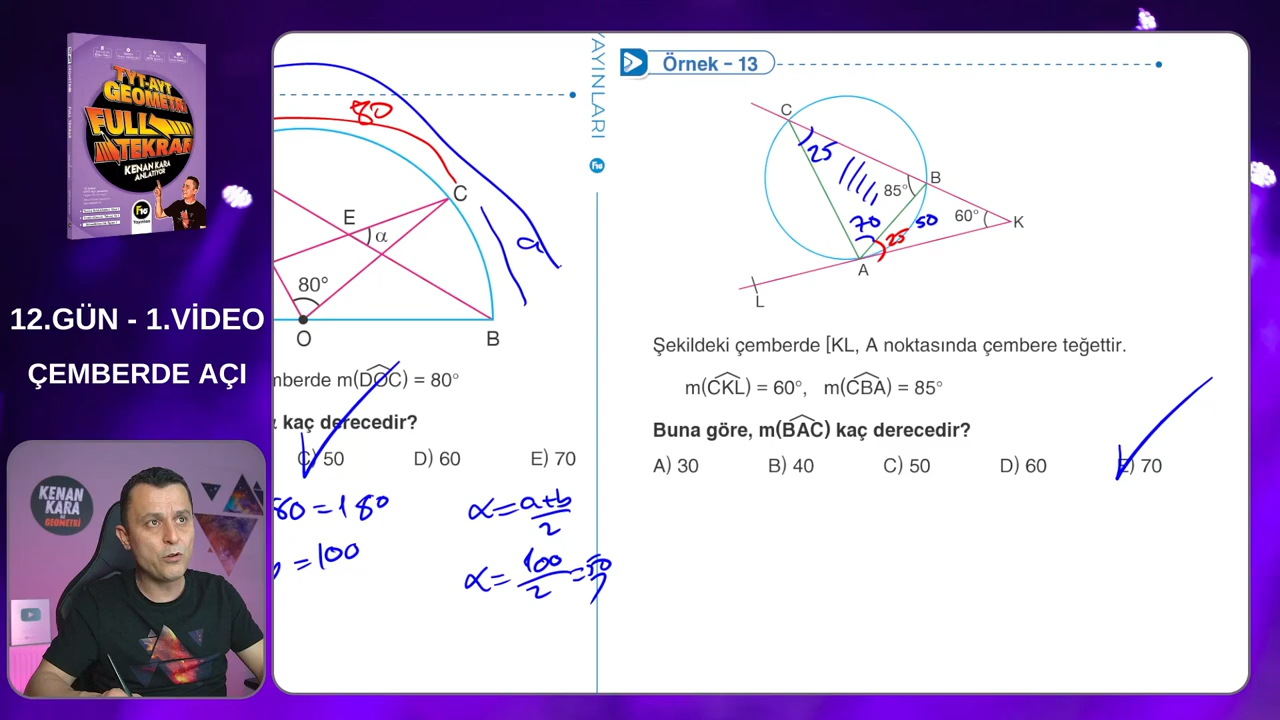 TYT-AYT
GEOMETRİ
FULL
TEKRAR
KENAN KARA
ANLATIYOR
12.GÜN - 1.VİDEO
ÇEMBERDE AÇI
KENAN
KARA
GEOMETRİ
80
C
E
α
a
80°
O
B
mberde m(DOC) = 80°
kaç derecedir?
C) 50
D) 60
E) 70
80 = 180
= 100
α = a+b
2
α = 100 = 50
2
YAYINLARI
Örnek - 13
C
25
85°
B
70
50
25
60°
K
A
L
Şekildeki çemberde [KL, A noktasında çembere teğettir.
m(CKL) = 60°, m(CBA) = 85°
Buna göre, m(BAC) kaç derecedir?
A) 30
B) 40
C) 50
D) 60
E) 70